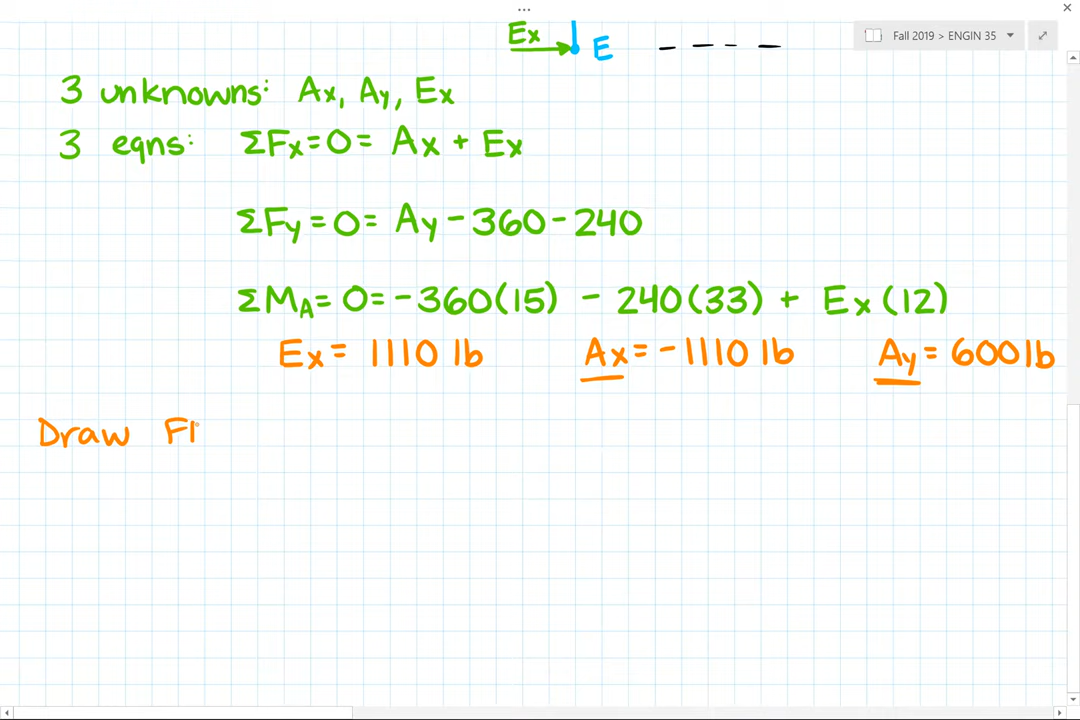 Fall 2019 > ENGIN 35
Ex
E
3 unknowns: Ax, Ay, Ex
3 eqns: ΣFx=0= Ax + Ex
ΣFy=0= Ay - 360 - 240
ΣMA= 0= -360(15) - 240(33) + Ex(12)
Ex= 1110 lb Ax= -1110 lb Ay= 600 lb
Draw